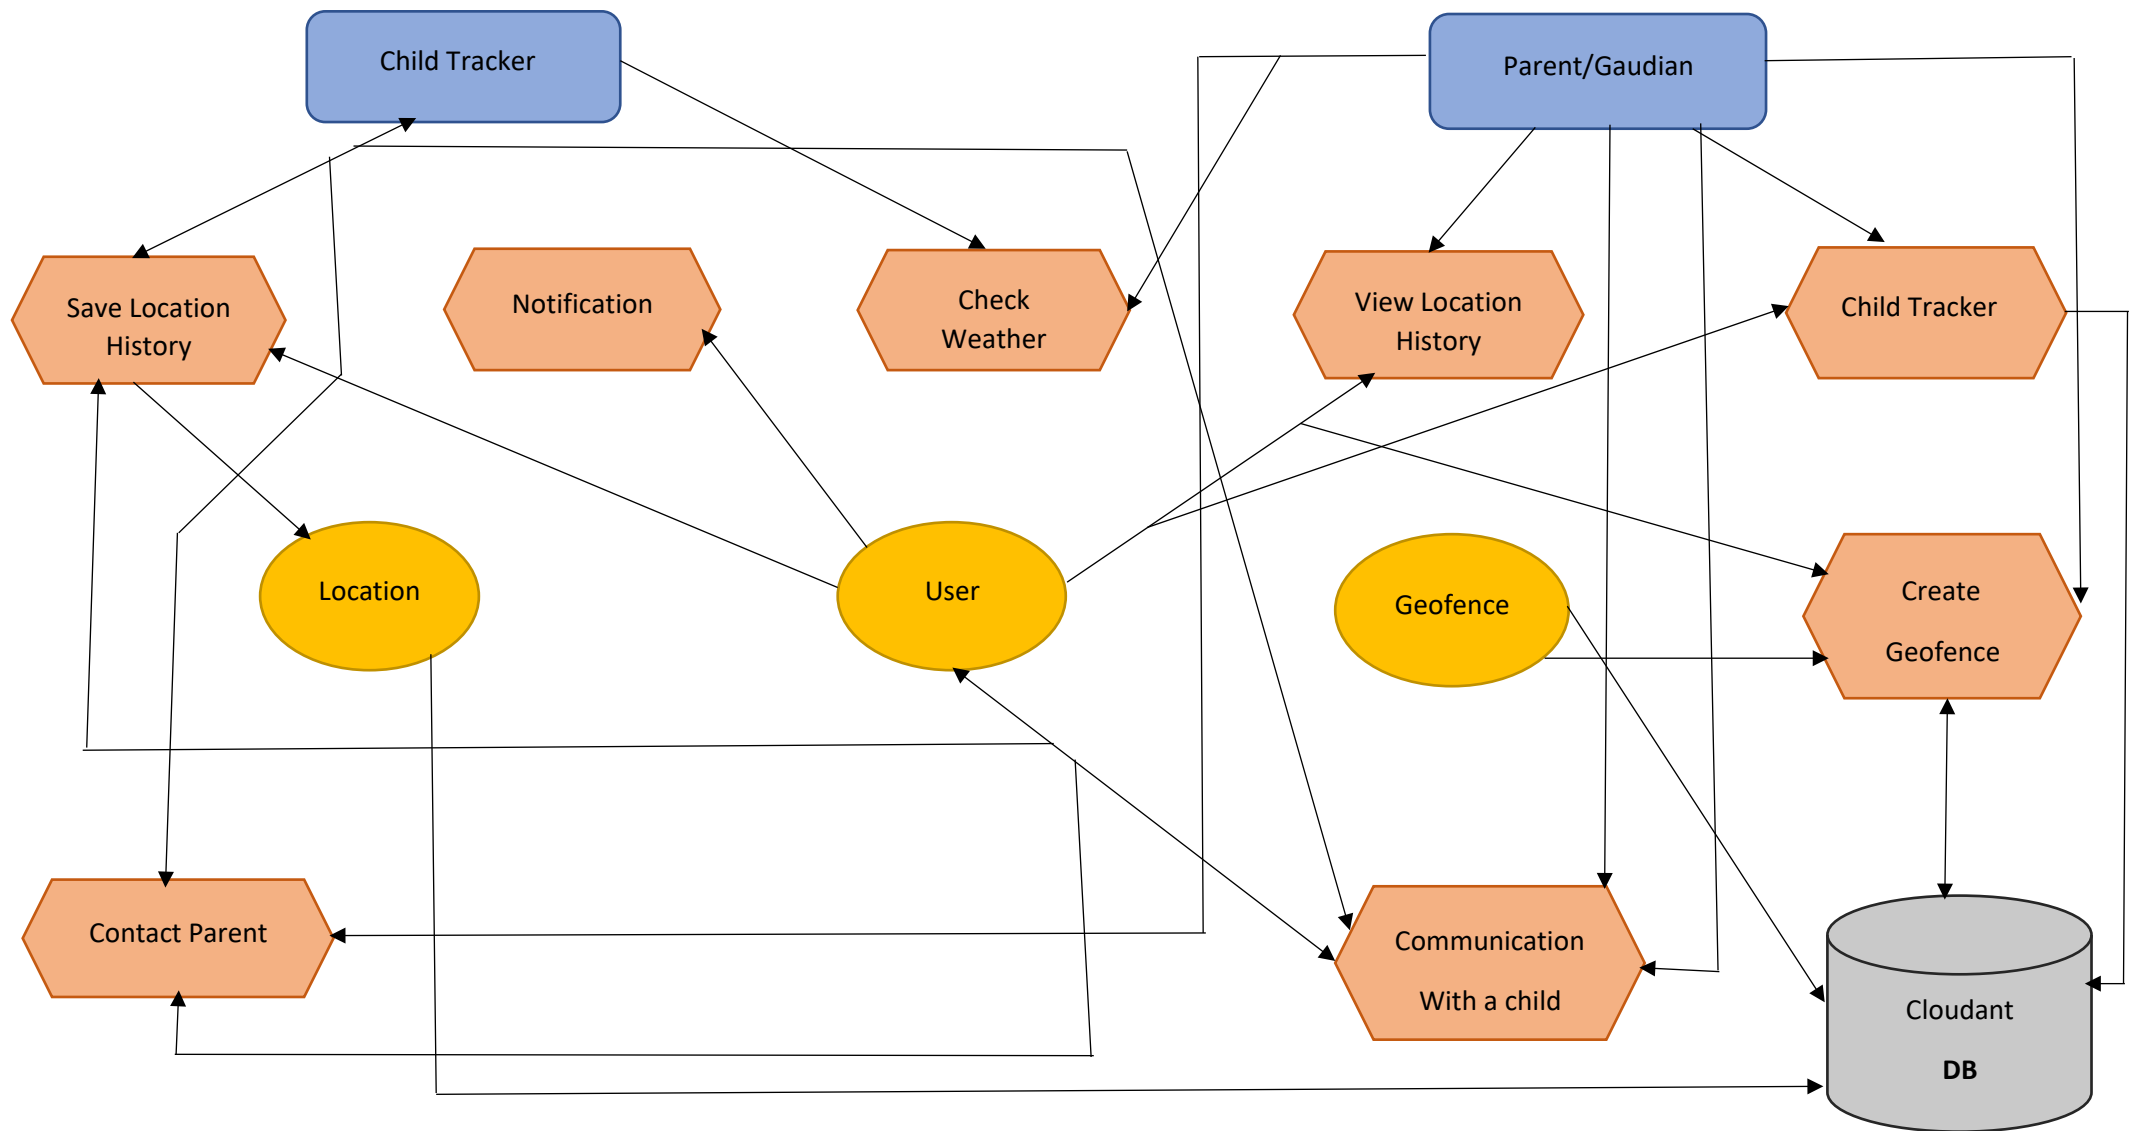 Child Tracker
Parent/Gaudian
Save Location
History
Notification
Check
Weather
View Location
History
Child Tracker
Location
User
Geofence
Create
Geofence
Contact Parent
Communication
With a child
Cloudant
DB